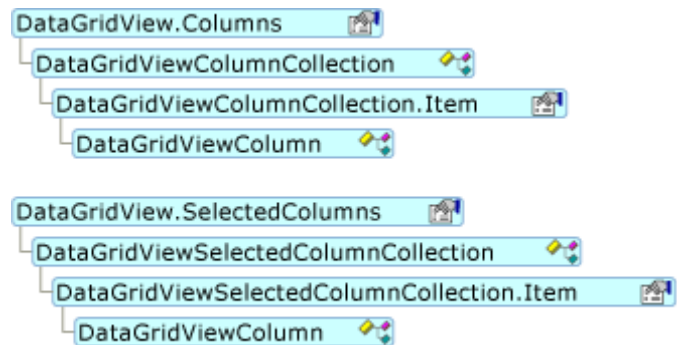 DataGridView.Columns
DataGridViewColumnCollection
DataGridViewColumnCollection.Item
DataGridViewColumn
DataGridView.SelectedColumns
DataGridViewSelectedColumnCollection
DataGridViewSelectedColumnCollection.Item
DataGridViewColumn